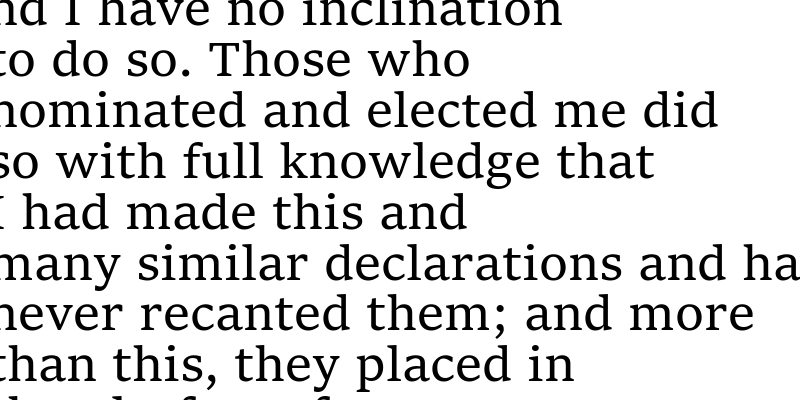 nd I have no inclination
to do so. Those who
nominated and elected me did
so with full knowledge that
I had made this and
many similar declarations and ha
never recanted them; and more
than this, they placed in